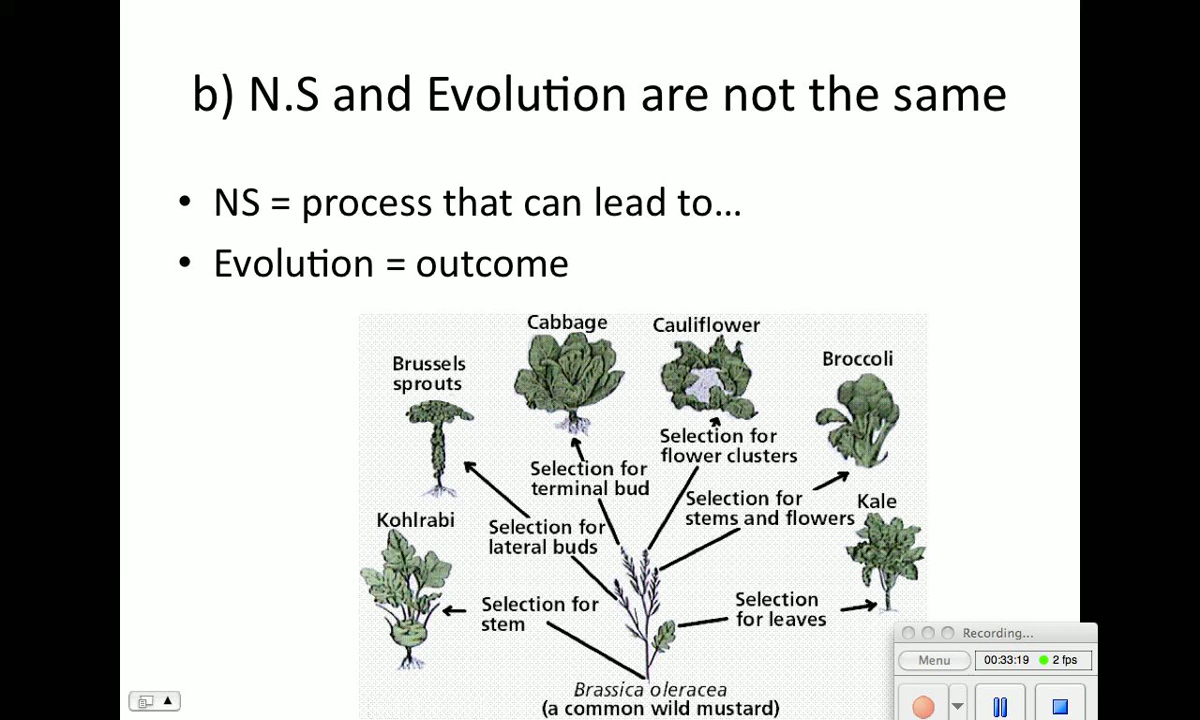 b) N.S and Evolution are not the same
• NS = process that can lead to...
• Evolution = outcome
Cabbage
Cauliflower
Brussels
sprouts
Broccoli
Selection for
flower clusters
Selection for
terminal bud
Selection for
stems and flowers
Kale
Kohlrabi
Selection for
lateral buds
Selection for
stem
Selection
for leaves
Brassica oleracea
(a common wild mustard)
Recording...
Menu
00:33:19
2 fps